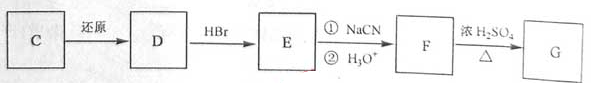 C 还原 D HBr E ① NaCN F 浓 H₂SO₄ G
② H₃O⁺ △